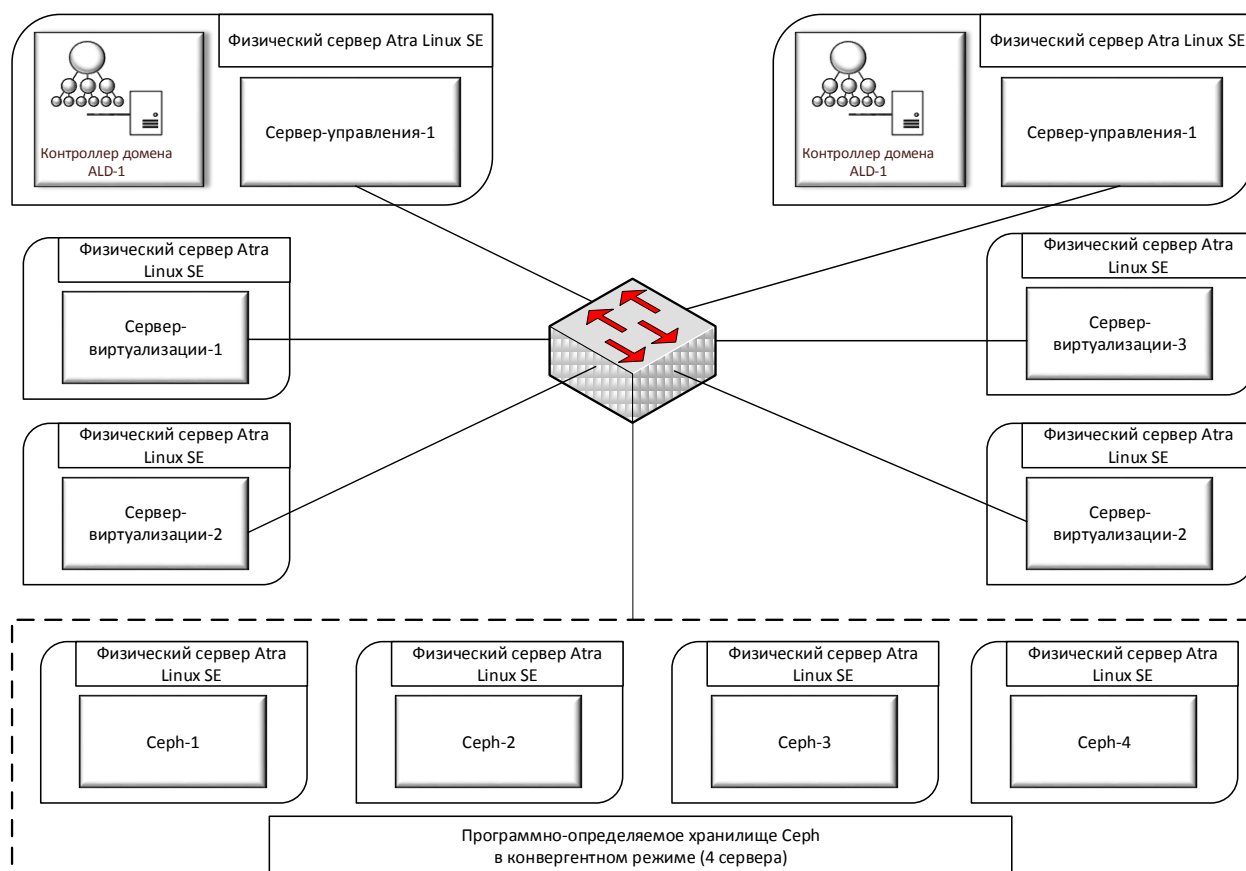 Физический сервер Atra Linux SE
Контроллер домена
ALD-1
Сервер-управления-1
Физический сервер Atra Linux SE
Контроллер домена
ALD-1
Сервер-управления-1
Физический сервер Atra
Linux SE
Сервер-
виртуализации-1
Физический сервер Atra
Linux SE
Сервер-
виртуализации-3
Физический сервер Atra
Linux SE
Сервер-
виртуализации-2
Физический сервер Atra
Linux SE
Сервер-
виртуализации-2
Физический сервер Atra
Linux SE
Ceph-1
Физический сервер Atra
Linux SE
Ceph-2
Физический сервер Atra
Linux SE
Ceph-3
Физический сервер Atra
Linux SE
Ceph-4
Программно-определяемое хранилище Ceph
в конвергентном режиме (4 сервера)